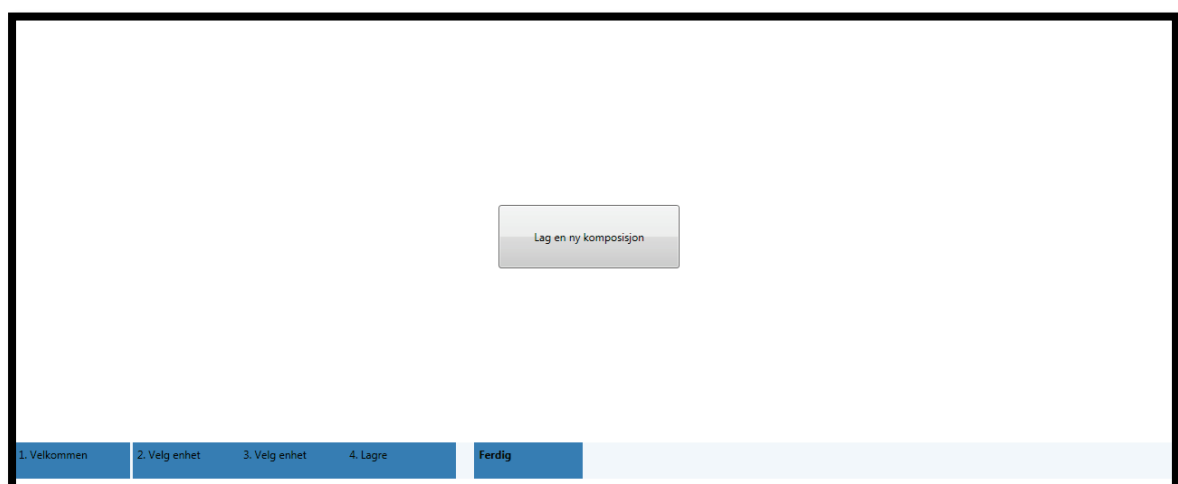 Lag en ny komposisjon
1. Velkommen 2. Velg enhet 3. Velg enhet 4. Lagre Ferdig